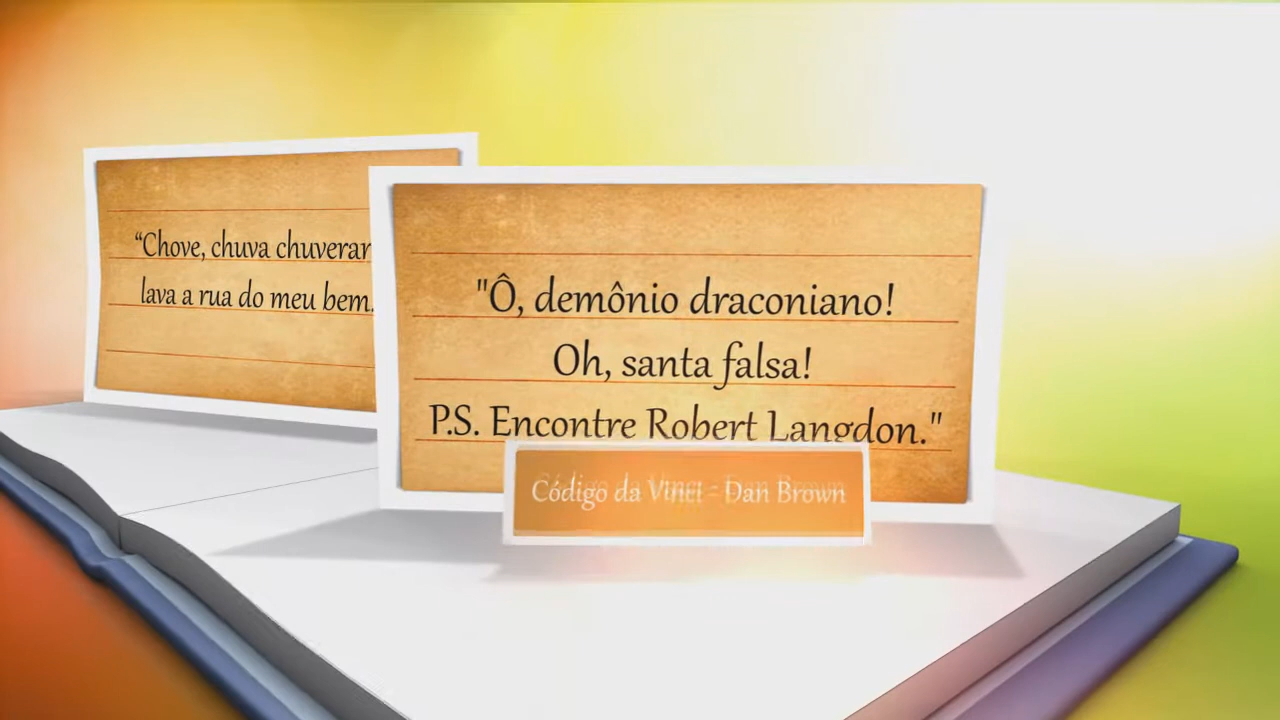 “Chove, chuva
lava a rua do meu bem.
"Ô, demônio draconiano!
Oh, santa falsa!
P.S. Encontre Robert Langdon."
Código da Vinci - Dan Brown